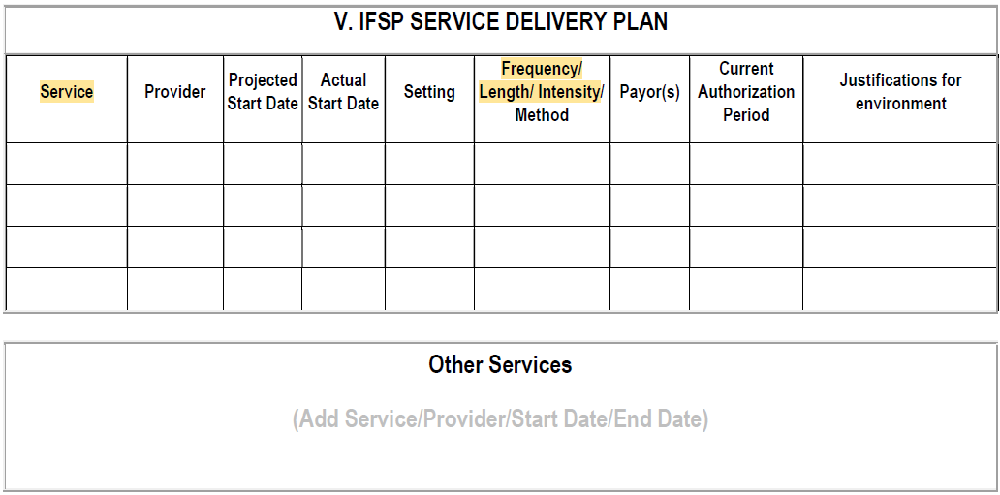 V. IFSP SERVICE DELIVERY PLAN
Service
Provider
Projected
Start Date
Actual
Start Date
Setting
Frequency/
Length/ Intensity/
Method
Payor(s)
Current
Authorization
Period
Justifications for
environment
Other Services
(Add Service/Provider/Start Date/End Date)